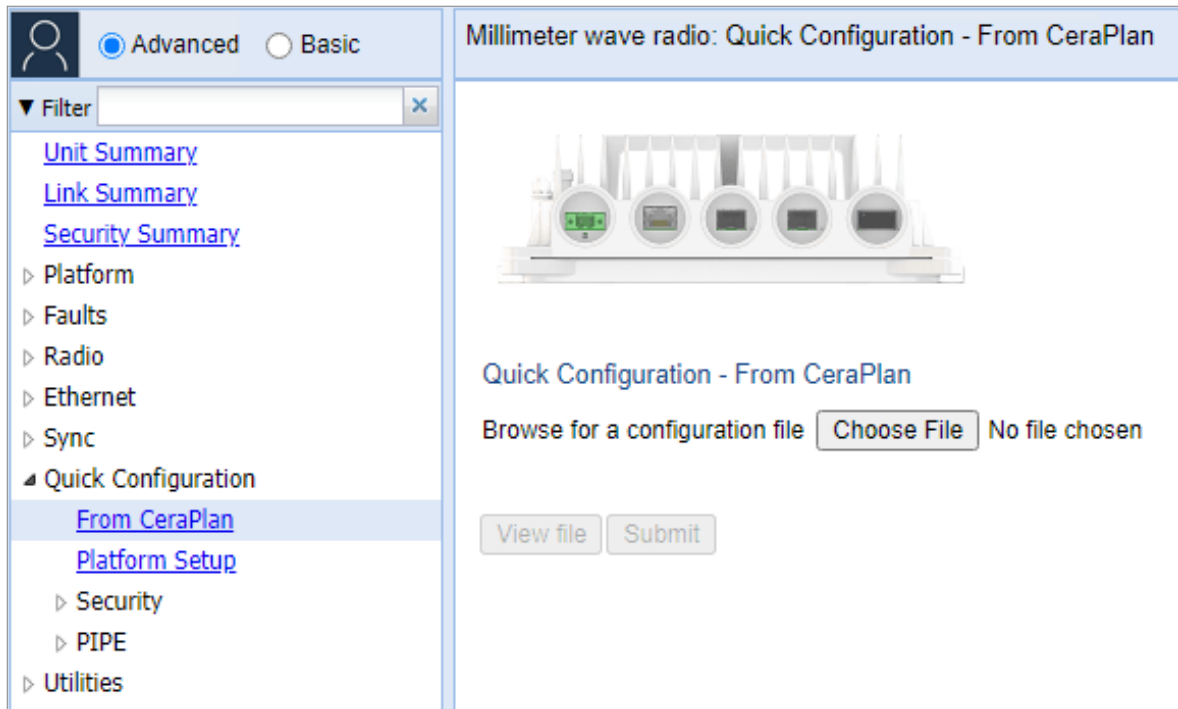 Advanced Basic
Filter
Unit Summary
Link Summary
Security Summary
Platform
Faults
Radio
Ethernet
Sync
Quick Configuration
From CeraPlan
Platform Setup
Security
PIPE
Utilities
Millimeter wave radio: Quick Configuration - From CeraPlan
Quick Configuration - From CeraPlan
Browse for a configuration file Choose File No file chosen
View file Submit